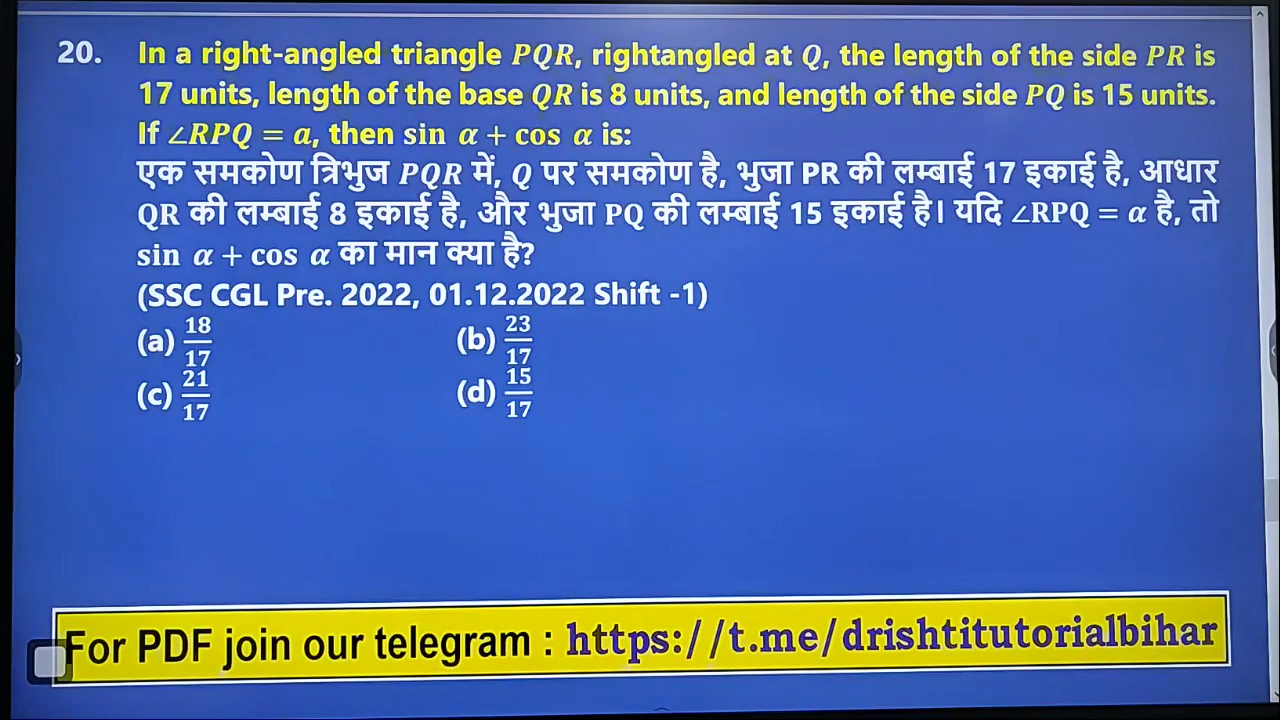 20. In a right-angled triangle PQR, rightangled at Q, the length of the side PR is
17 units, length of the base QR is 8 units, and length of the side PQ is 15 units.
If ∠RPQ = a, then sin α + cos α is:
एक समकोण त्रिभुज PQR में, Q पर समकोण है, भुजा PR की लम्बाई 17 इकाई है, आधार
QR की लम्बाई 8 इकाई है, और भुजा PQ की लम्बाई 15 इकाई है। यदि ∠RPQ = α है, तो
sin α + cos α का मान क्या है?
(SSC CGL Pre. 2022, 01.12.2022 Shift -1)
(a) 18/17 (b) 23/17
(c) 21/17 (d) 15/17
For PDF join our telegram : https://t.me/drishtitutorialbihar